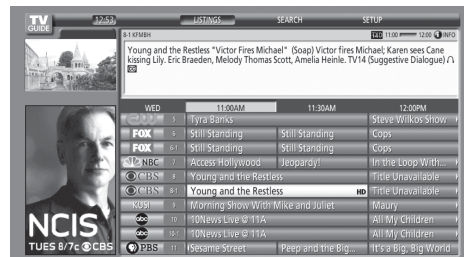 TV GUIDE 12:53 LISTINGS SEARCH SETUP
8-1 KFMBH 11:00 12:00 INFO
Young and the Restless "Victor Fires Michael" (Soap) Victor fires Michael; Karen sees Cane
kissing Lily. Eric Braeden, Melody Thomas Scott, Amelia Heinle. TV14 (Suggestive Dialogue)
WED 11:00AM 11:30AM 12:00PM
5 Tyra Banks Steve Wilkos Show
FOX 6 Still Standing Still Standing Cops
FOX 6-1 Still Standing Still Standing Cops
NBC 7 Access Hollywood Jeopardy! In the Loop With...
CBS 8 Young and the Restless Title Unavailable
CBS 8-1 Young and the Restless HD Title Unavailable
KUSI 9 Morning Show With Mike and Juliet Maury
abc 10 10News Live @ 11A All My Children
abc 10-1 10News Live @ 11A All My Children
PBS 11 Sesame Street Peep and the Big... It's a Big, Big World
NCIS
TUES 8/7c CBS